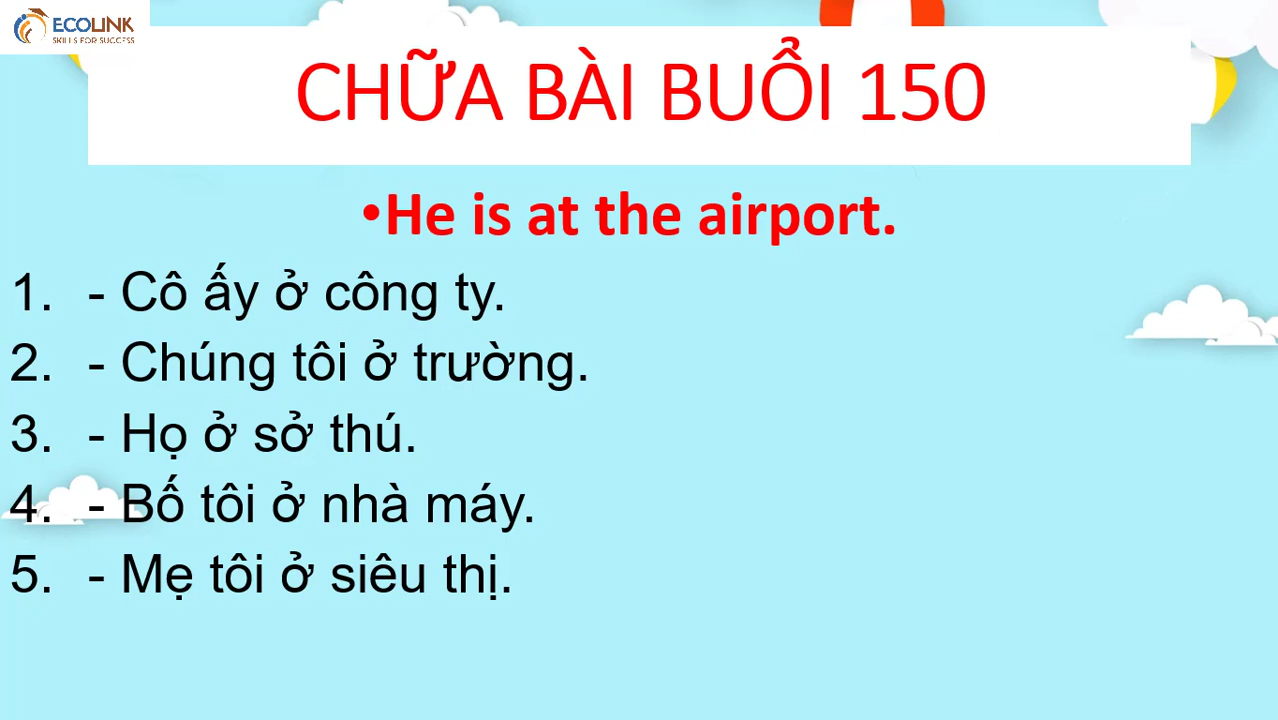 ECOLINK
SKILLS FOR SUCCESS
CHỮA BÀI BUỔI 150
•He is at the airport.
1. - Cô ấy ở công ty.
2. - Chúng tôi ở trường.
3. - Họ ở sở thú.
4. - Bố tôi ở nhà máy.
5. - Mẹ tôi ở siêu thị.